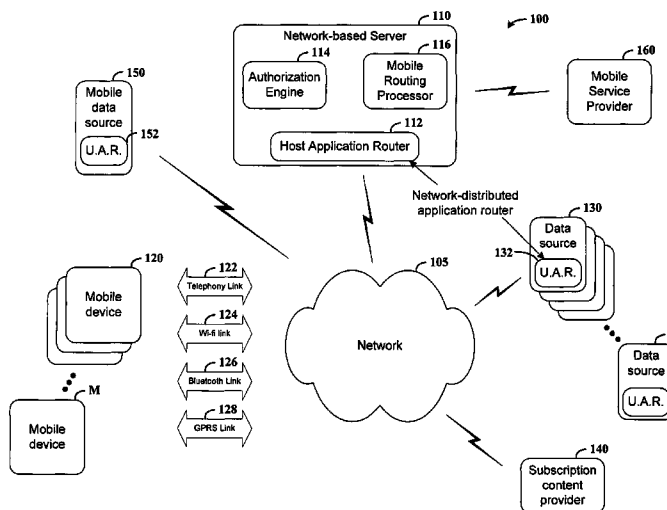 110
100
Network-based Server
114
116
Authorization
Engine
Mobile
Routing
Processor
112
Host Application Router
150
Mobile
data
source
152
U.A.R.
160
Mobile
Service
Provider
Network-distributed
application router
130
Data
source
132
U.A.R.
120
Mobile device
M
Mobile
device
122
Telephony Link
124
Wi-fi link
126
Bluetcoth Link
128
GPRS Link
105
Network
Data
source
U.A.R.
140
Subscription
content
provider